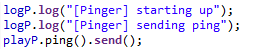 logP.log("[Pinger] starting up");
logP.log("[Pinger] sending ping");
playP.ping().send();